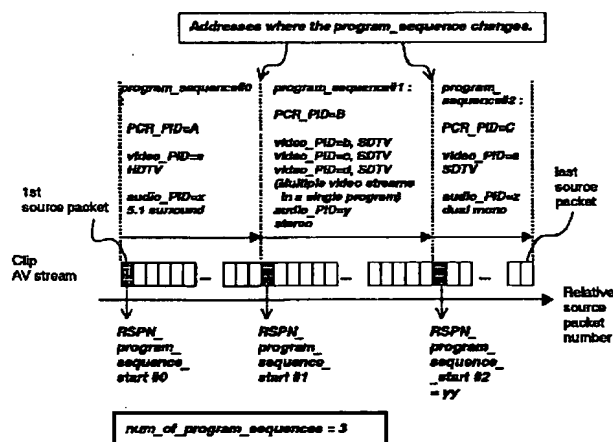 Addresses where the program_sequence changes.
program_sequence#0
PCR_PID=A
video_PID=a
HDTV
audio_PID=x
5.1 surround
program_sequence#1 :
PCR_PID=B
video_PID=b, SDTV
video_PID=c, SDTV
video_PID=d, SDTV
(Multiple video streams
in a single program)
audio_PID=y
stereo
program_
sequence#2 :
PCR_PID=C
video_PID=a
SDTV
audio_PID=z
dual mono
1st
source packet
last
source
packet
Clip
AV stream
Relative
source
packet
number
RSPN_
program_
sequence_
start #0
RSPN_
program_
sequence_
start #1
RSPN_
program_
sequence
_start #2
= yy
num_of_program_sequences = 3